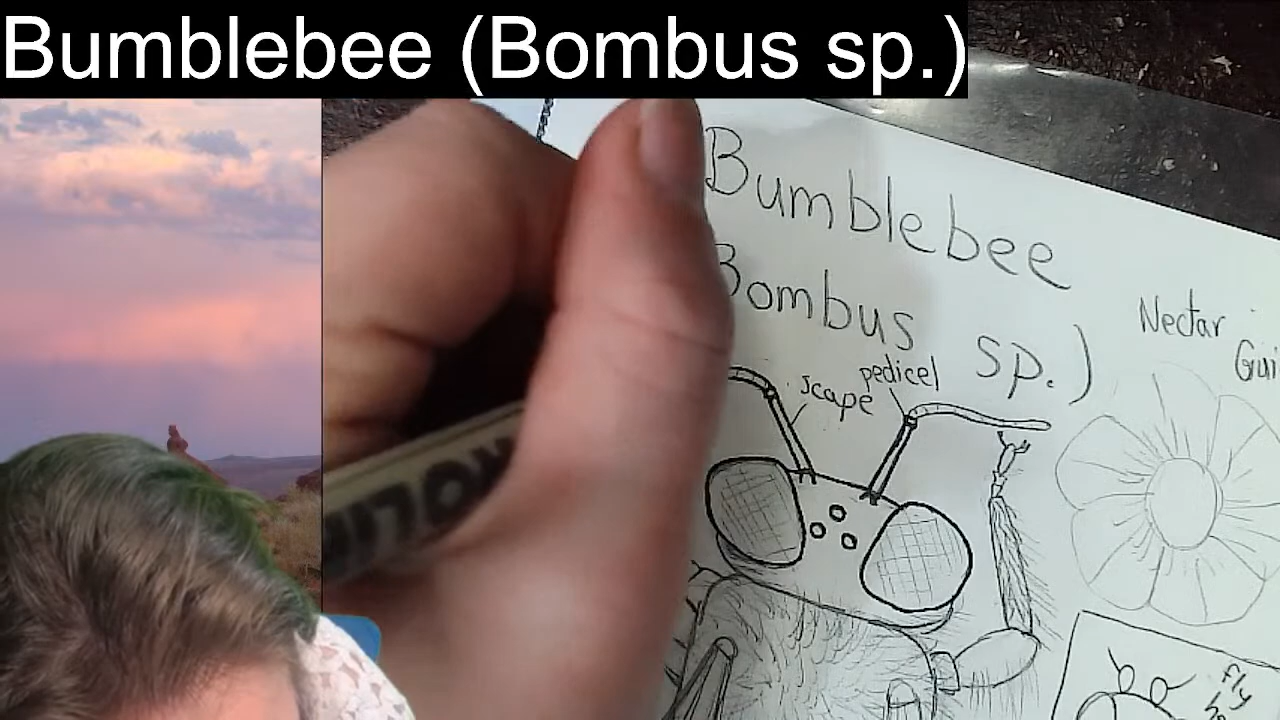 Bumblebee (Bombus sp.)
Bumblebee
Bombus sp.)
Nectar
scape
pedicel
Fly